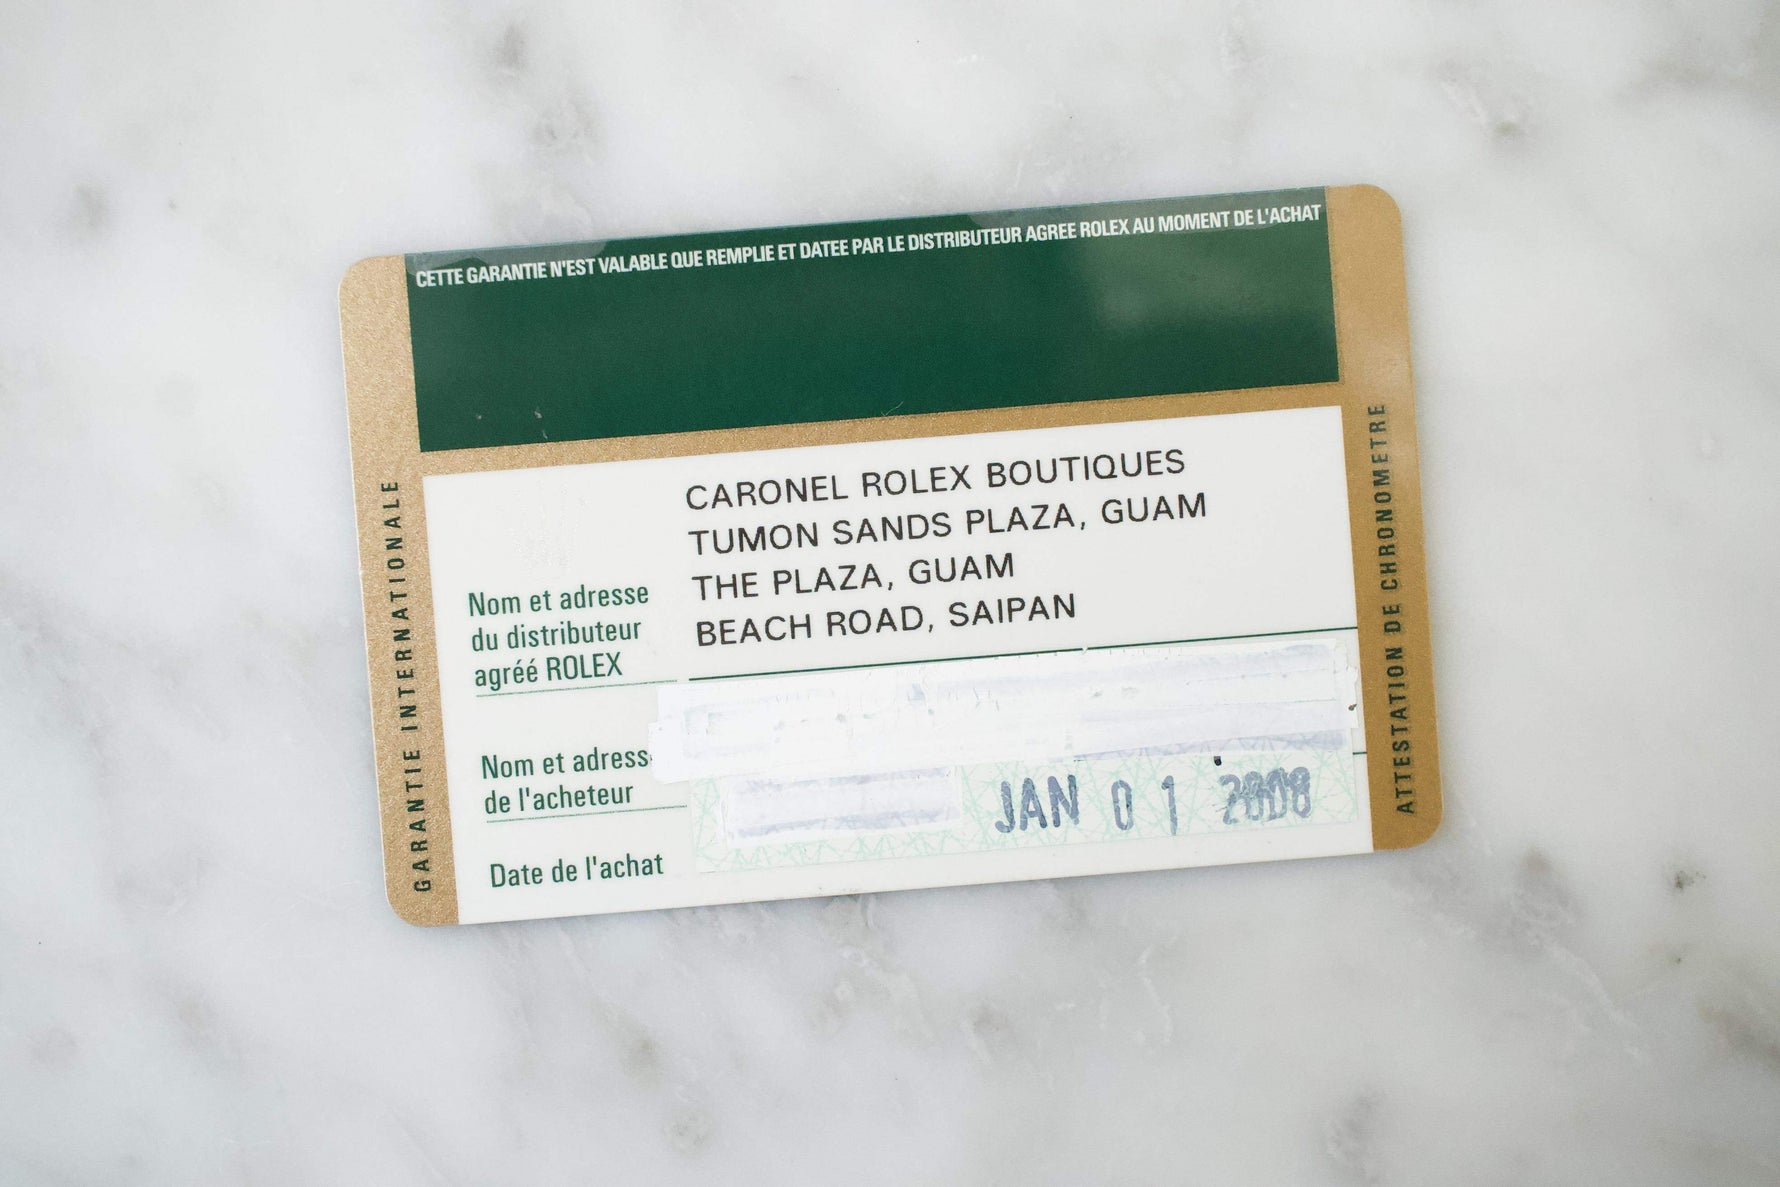 CETTE GARANTIE N'EST VALABLE QUE REMPLIE ET DATEE PAR LE DISTRIBUTEUR AGREE ROLEX AU MOMENT DE L'ACHAT
GARANTIE INTERNATIONALE
Nom et adresse
du distributeur
agréé ROLEX
CARONEL ROLEX BOUTIQUES
TUMON SANDS PLAZA, GUAM
THE PLAZA, GUAM
BEACH ROAD, SAIPAN
Nom et adress
de l'acheteur
Date de l'achat
JAN 01
ATTESTATION DE CHRONOMETRE